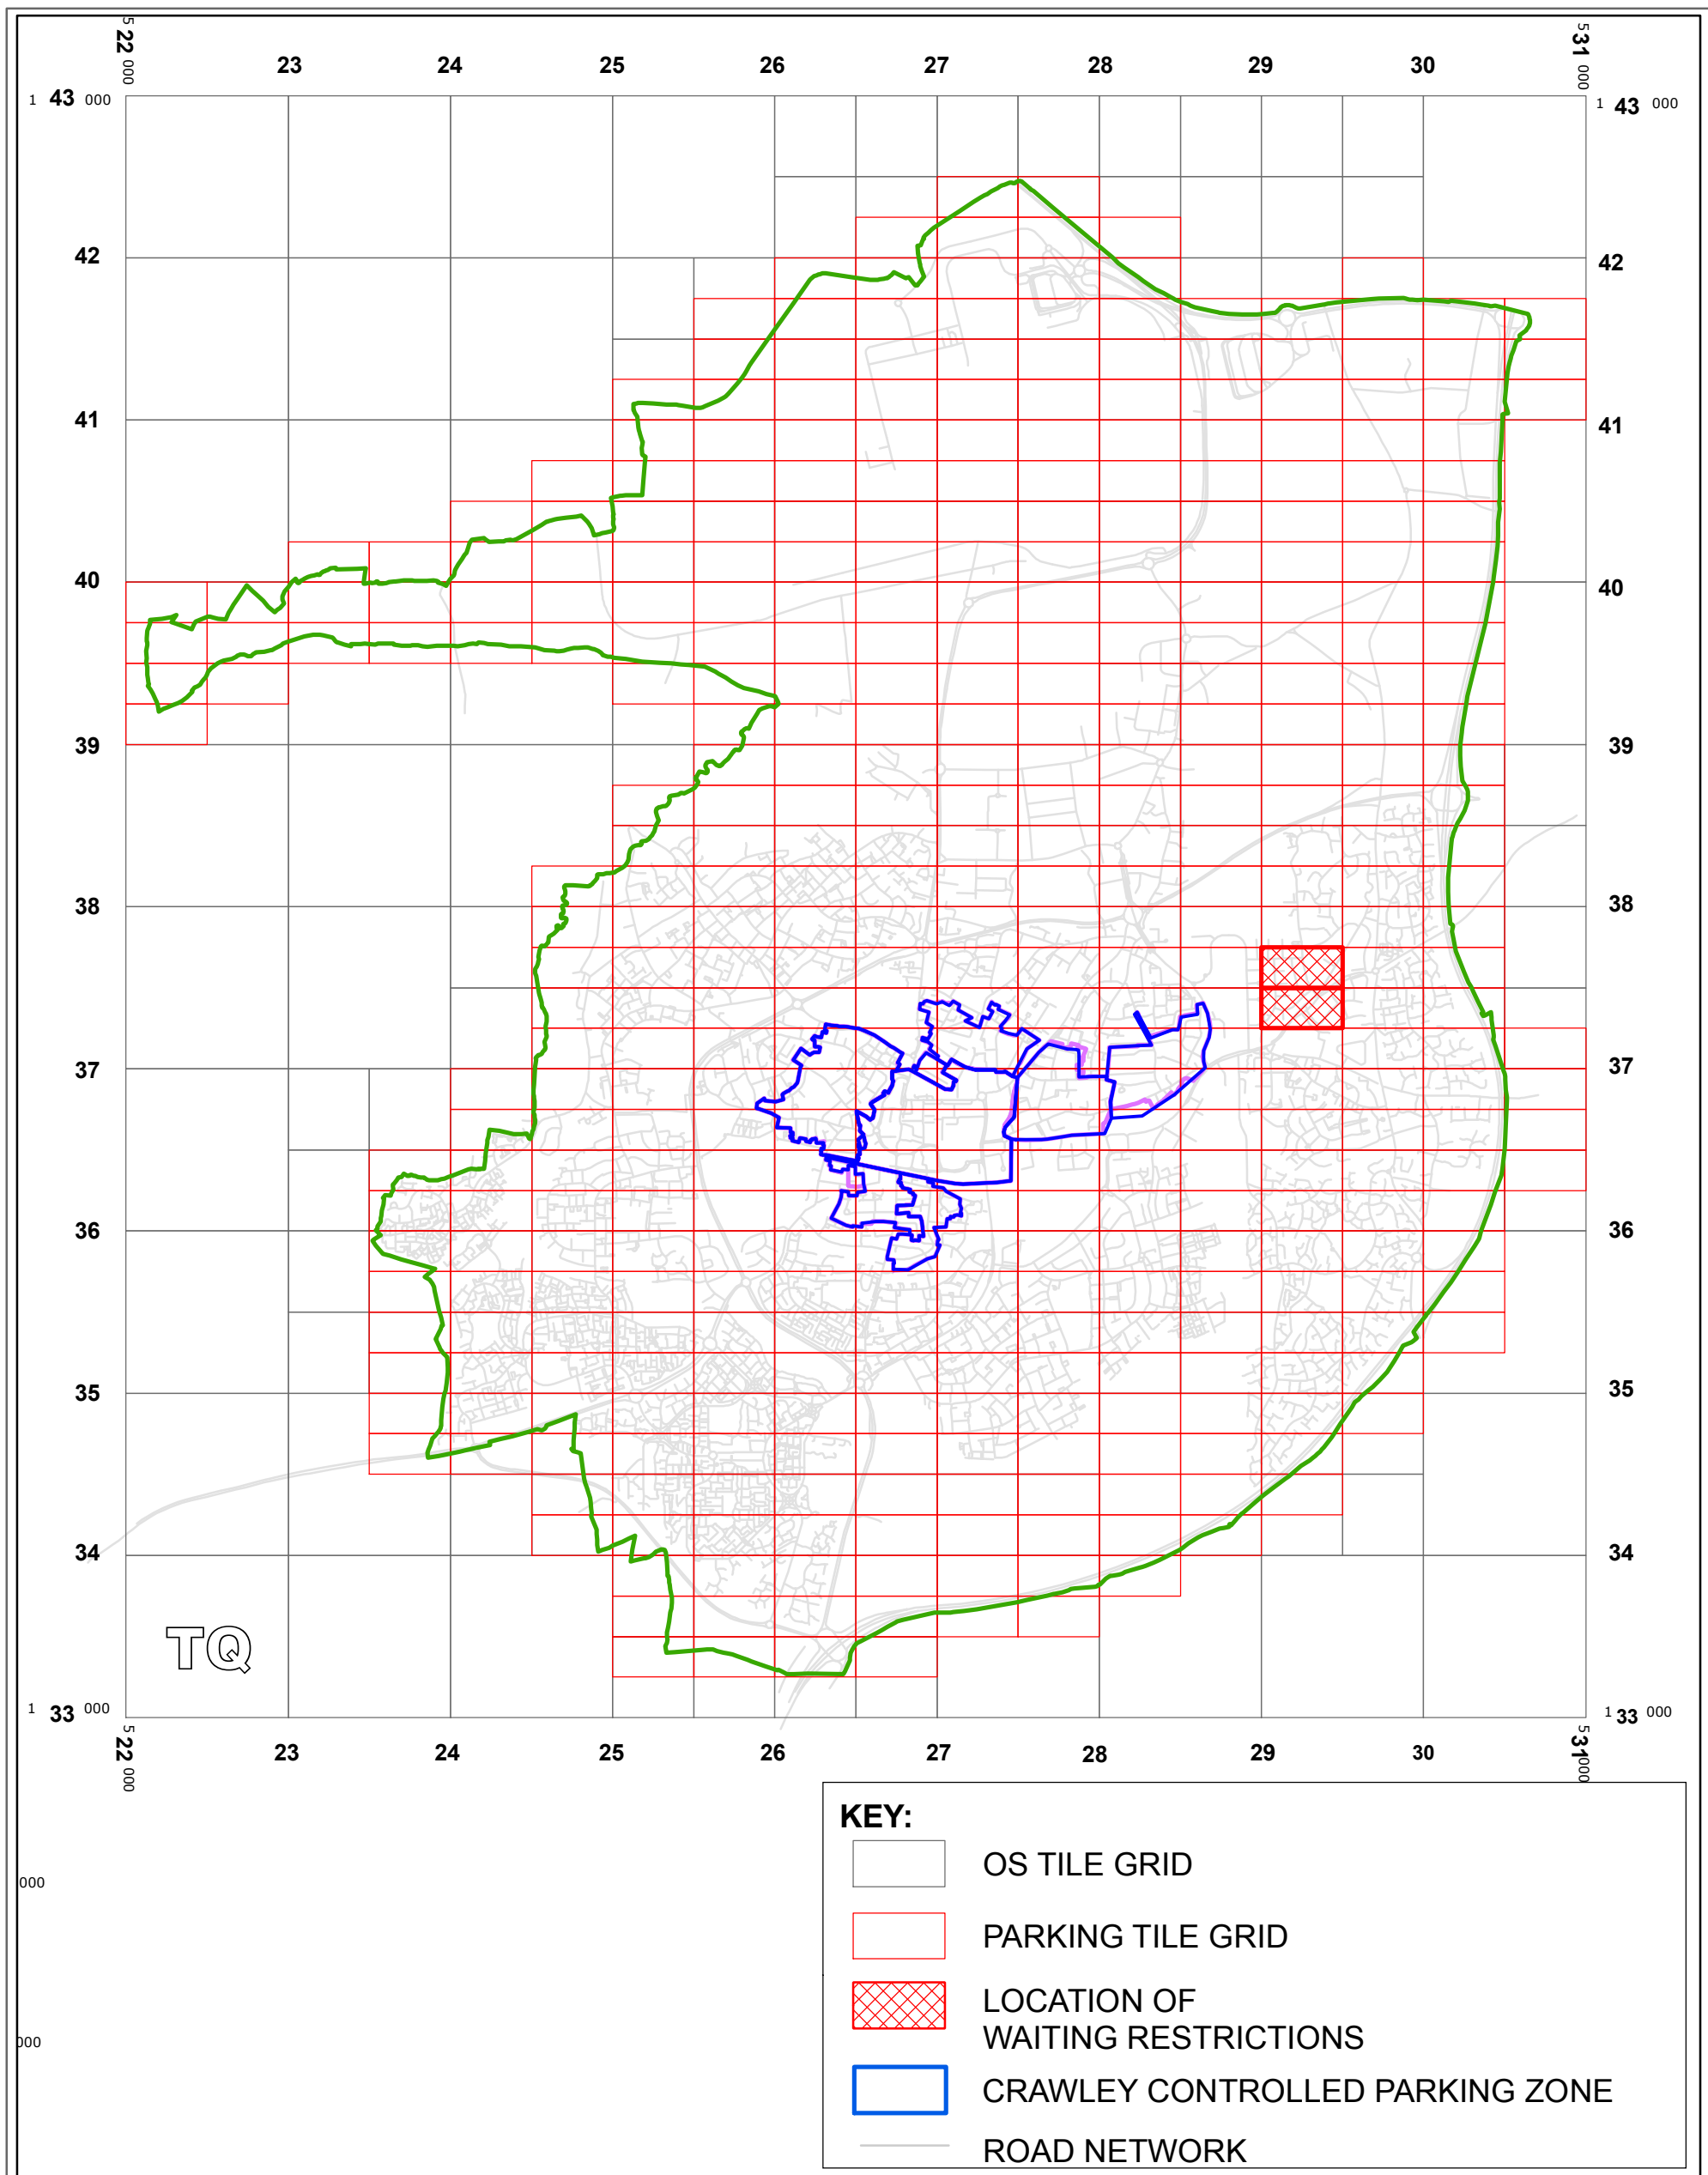 5 22 000 23 24 25 26 27 28 29 30 5 31 000
1 43 000 1 43 000
42 42
41 41
40 40
39 39
38 38
37 37
36 36
35 35
34 34
TQ
1 33 000 1 33 000
5 22 000 23 24 25 26 27 28 29 30 5 31 000
KEY:
OS TILE GRID
000
PARKING TILE GRID
LOCATION OF
WAITING RESTRICTIONS
000
CRAWLEY CONTROLLED PARKING ZONE
ROAD NETWORK